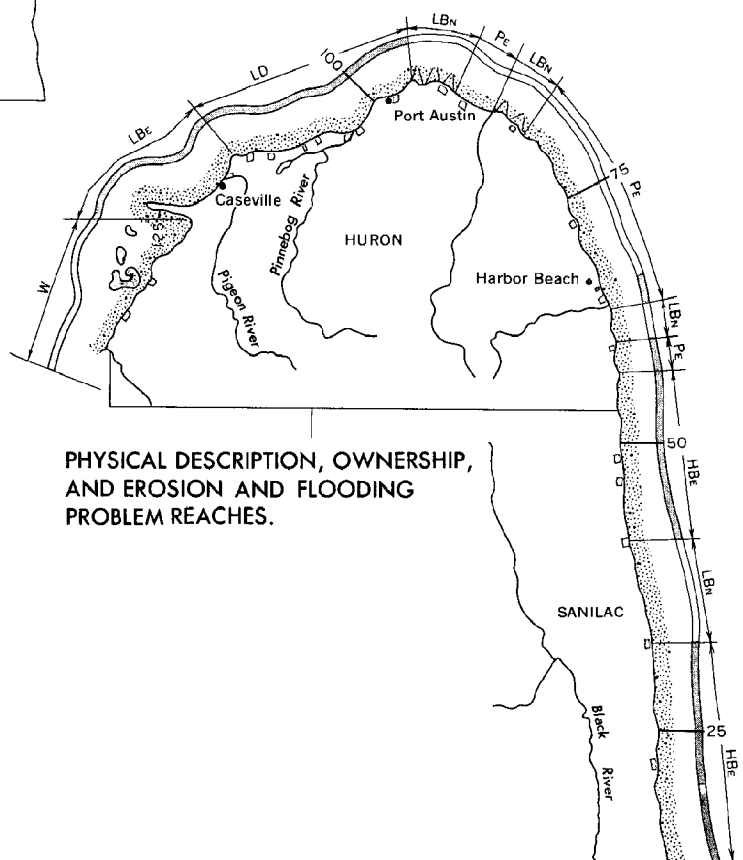 LBN
PE
LBN
LD
100
LBE
Port Austin
75
PE
Caseville
125
Pinnebog River
HURON
M
Pigeon River
Harbor Beach
LBN
PE
PHYSICAL DESCRIPTION, OWNERSHIP,
AND EROSION AND FLOODING
PROBLEM REACHES.
50
HBE
LBN
SANILAC
Black River
25
HBE